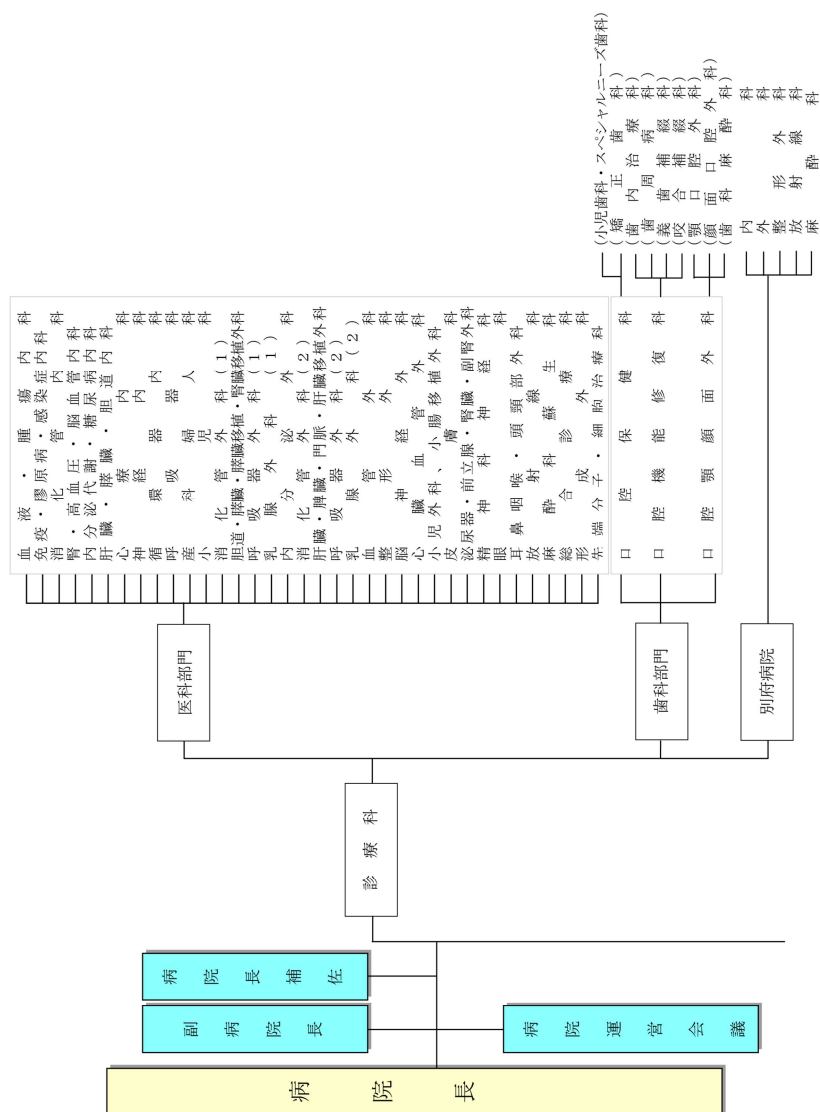 病院長
副病院長
病院長補佐
病院運営会議
診療科
医科部門
血液・腫瘍内科
免疫・膠原病・感染症内科
消化管内科
腎・高血圧・脳血管内科
内分泌代謝・糖尿病内科
肝臓・膵臓・胆道内科
心療内科
神経内科
循環器内科
呼吸器科
産科婦人科
小児科
消化管外科(1)
胆道・膵臓・膵臓移植・腎臓移植外科
呼吸器外科(1)
乳腺外科(1)
内分泌外科
消化管外科(2)
肝臓・脾臓・門脈・肝臓移植外科
呼吸器外科(2)
乳腺外科(2)
血管外科
整形外科
脳神経外科
心臓血管外科
小児外科、小腸移植外科
皮膚科
泌尿器・前立腺・腎臓・副腎外科
精神科神経科
眼科
耳鼻咽喉・頭頸部外科
放射線科
麻酔科蘇生科
総合診療科
形成外科
先端分子・細胞治療科
歯科部門
口腔保健科
(小児歯科・スペシャルニーズ歯科)
(矯正歯科)
口腔機能修復科
(歯内治療科)
(歯周病科)
(義歯補綴科)
(咬合補綴科)
口腔顎顔面外科
(顎口腔外科)
(顔面口腔外科)
(歯科麻酔科)
別府病院
内科
外科
整形外科
放射線科
麻酔科